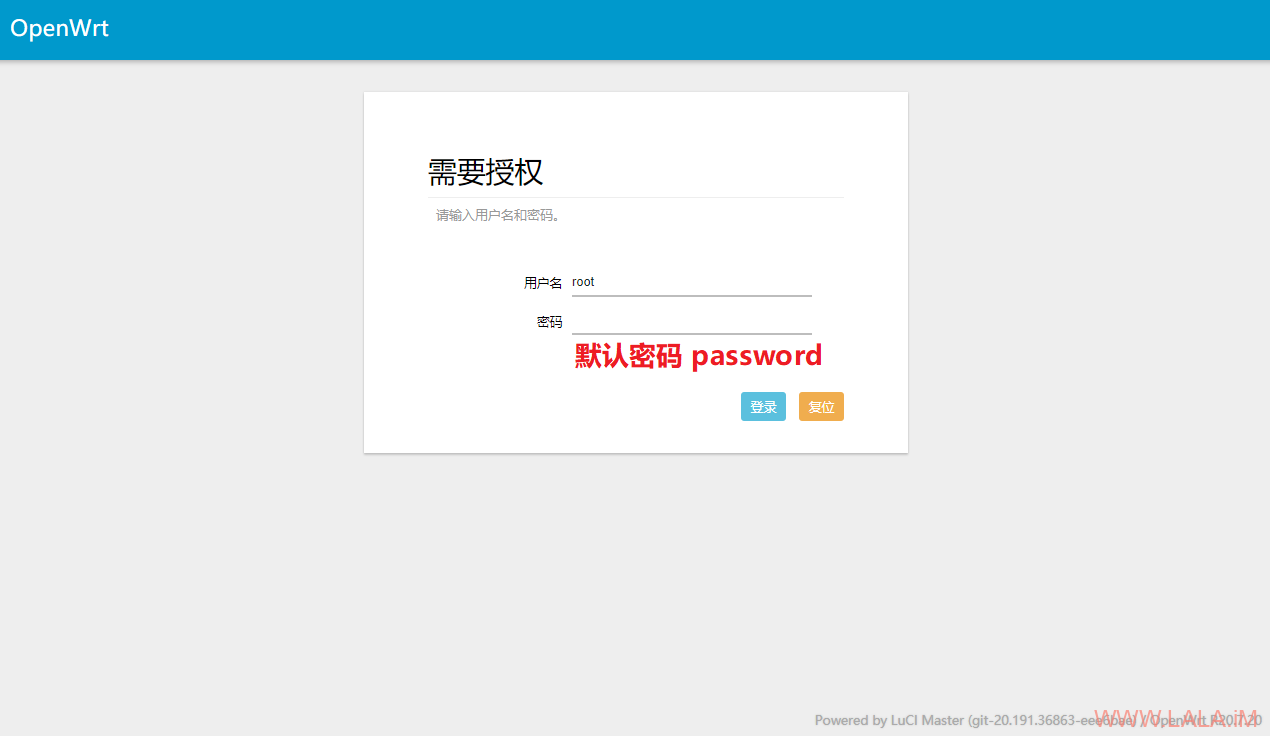 OpenWrt
需要授权
请输入用户名和密码。
用户名 root
密码
默认密码 password
登录 复位
Powered by LuCI Master (git-20.191.36863-eee6bae) / OpenWrt R20.7.20
WWW.LALA.iM